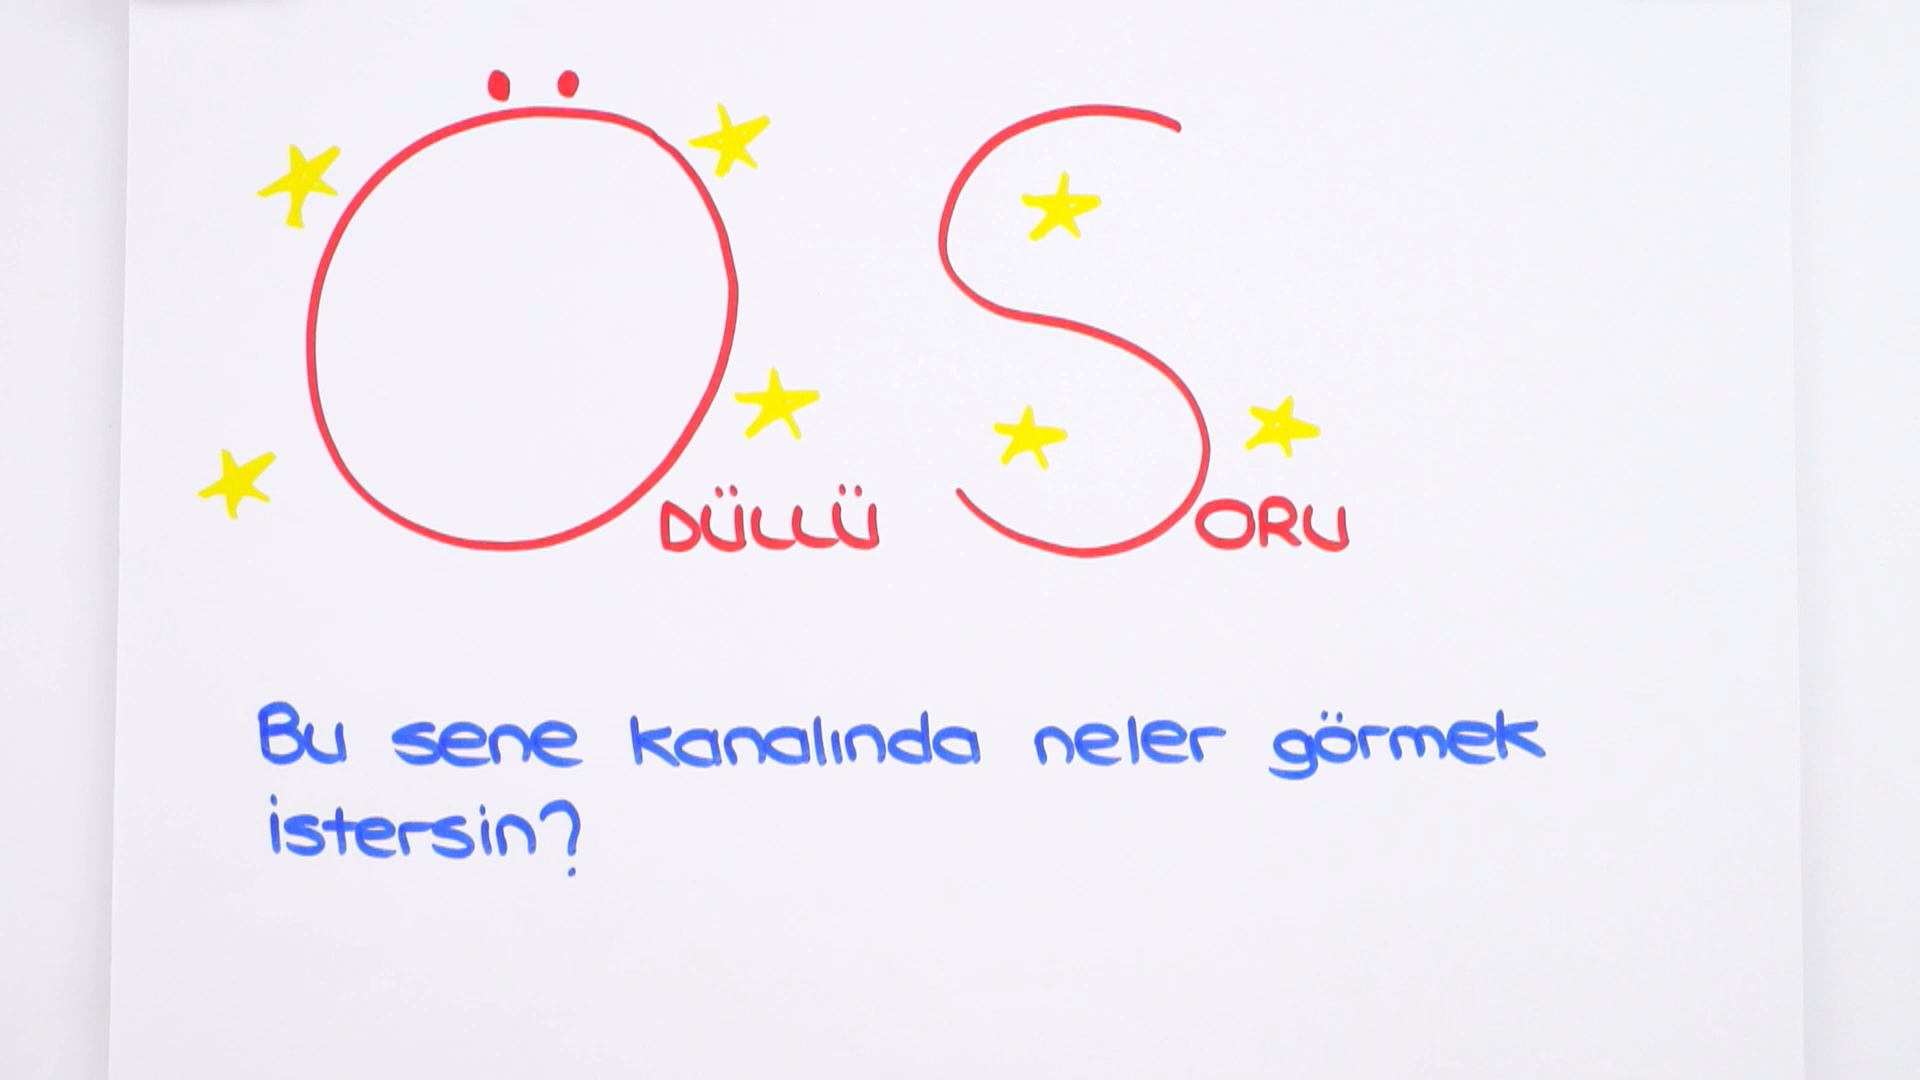 ÖDÜLLÜ SORU
Bu sene kanalında neler görmek
istersin?